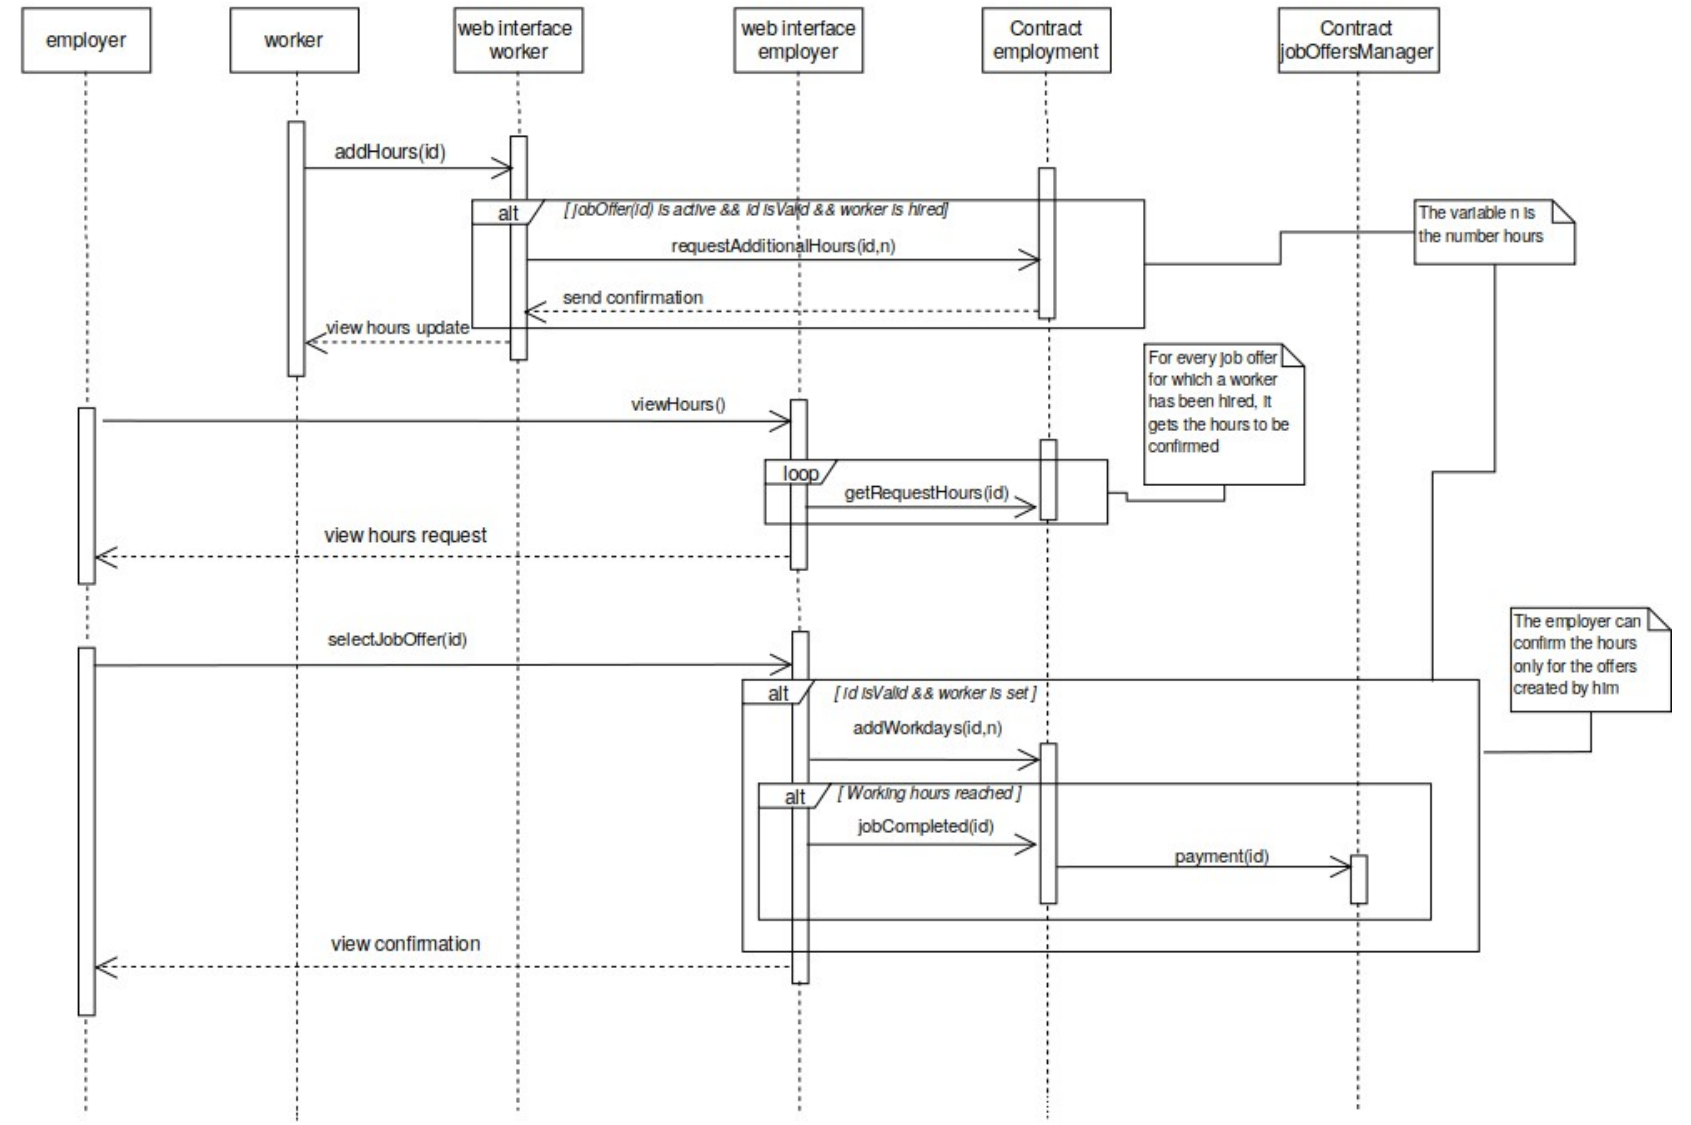 employer
worker
web interface
worker
web interface
employer
Contract
employment
Contract
jobOffersManager
addHours(id)
alt
[ jobOffer(id) is active && id isValid && worker is hired]
The variable n is
the number hours
requestAdditionalHours(id,n)
send confirmation
view hours update
For every job offer
for which a worker
has been hired, it
gets the hours to be
confirmed
viewHours()
loop
getRequestHours(id)
view hours request
The employer can
confirm the hours
only for the offers
created by him
selectJobOffer(id)
alt
[ id isValid && worker is set ]
addWorkdays(id,n)
alt
[ Working hours reached ]
jobCompleted(id)
payment(id)
view confirmation